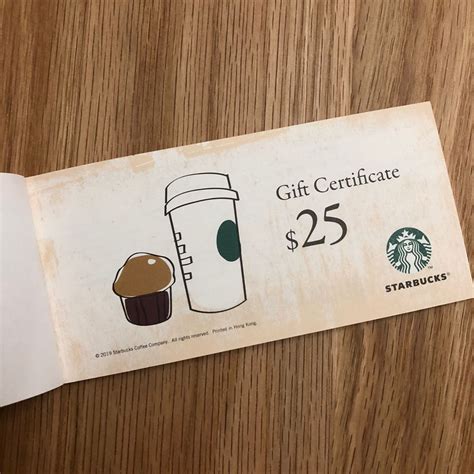 Gift Certificate
$25
STARBUCKS®
© 2019 Starbucks Coffee Company. All rights reserved. Printed in Hong Kong.